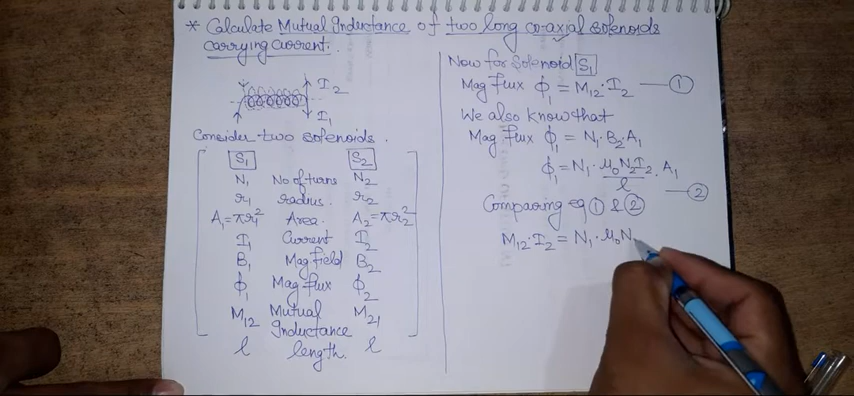 * Calculate Mutual Inductance of two long co-axial solenoids
carrying current.
I2
I1
Consider two solenoids.
S1 S2
N1 No of turns N2
r1 radius. r2
A1=πr1² Area. A2=πr2²
I1 Current I2
B1 Mag field B2
ϕ1 Mag flux ϕ2
M12 Mutual Inductance M21
l length. l
Now for solenoid S1
Mag flux ϕ1 = M12·I2 — ①
We also know that
Mag flux ϕ1 = N1·B2·A1
ϕ1 = N1·μ0N2I2/l · A1 — ②
Comparing eq ① & ②
M12·I2 = N1·μ0N